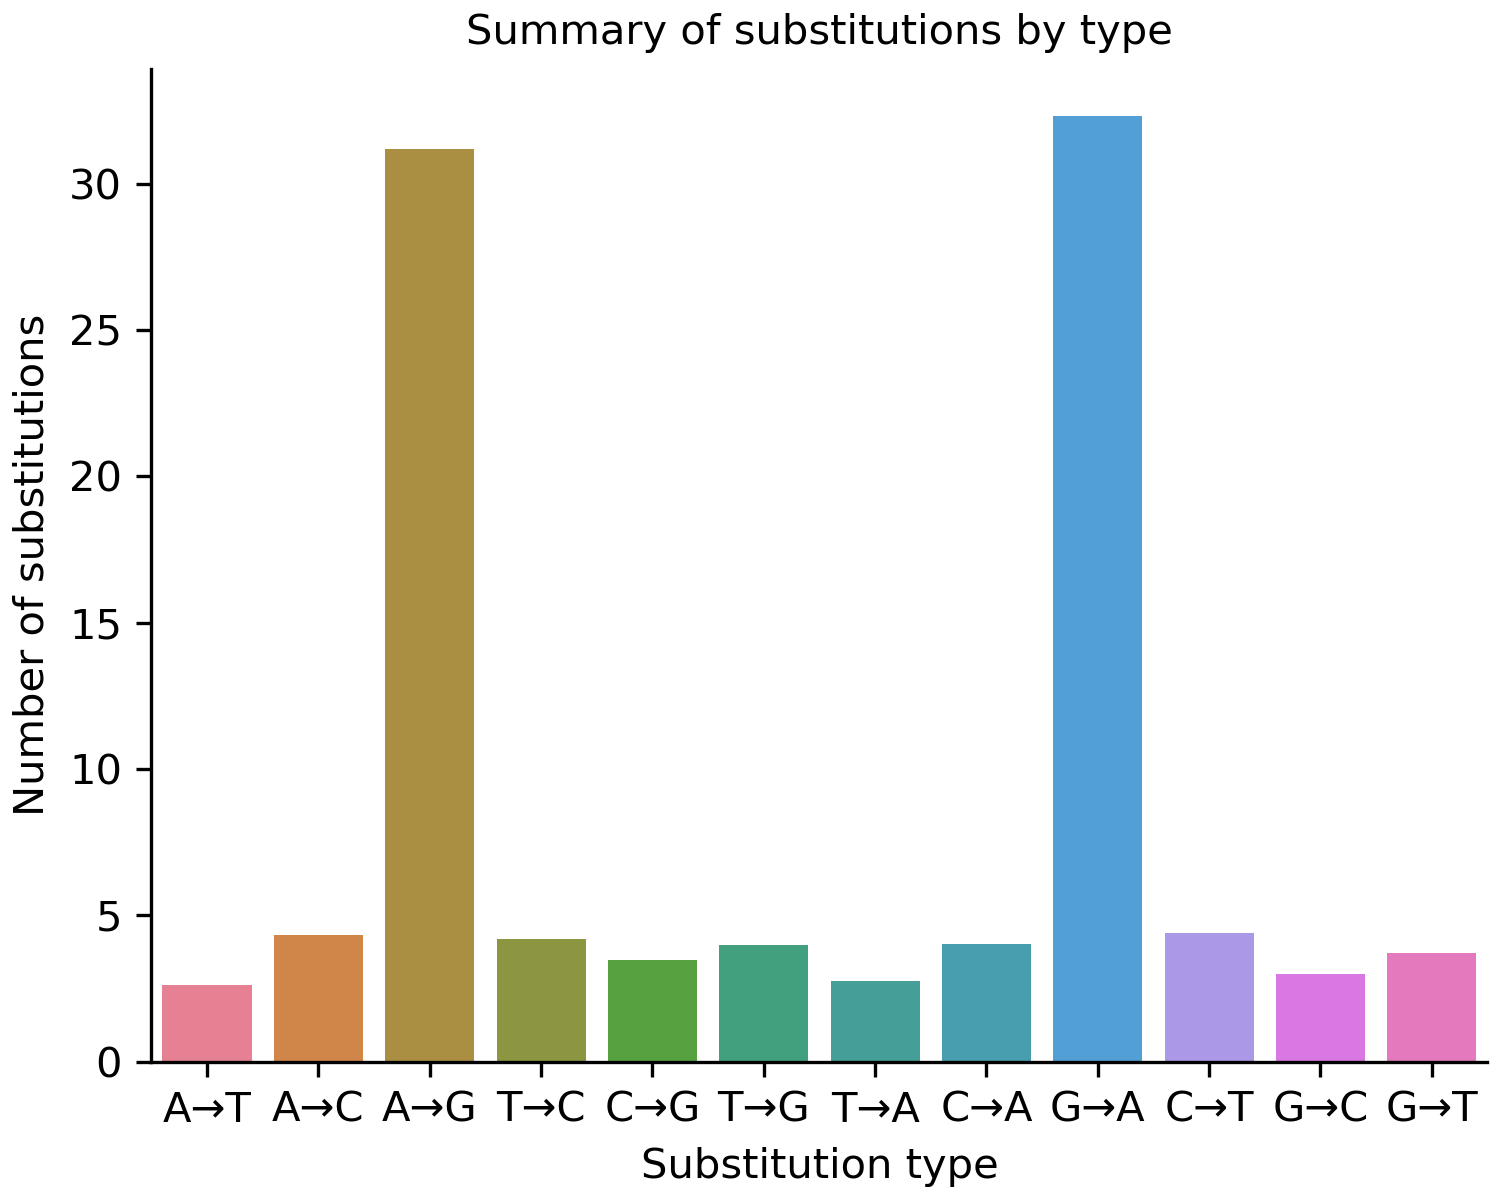 Summary of substitutions by type
Number of substitutions
30
25
20
15
10
5
0
A→T A→C A→G T→C C→G T→G T→A C→A G→A C→T G→C G→T
Substitution type